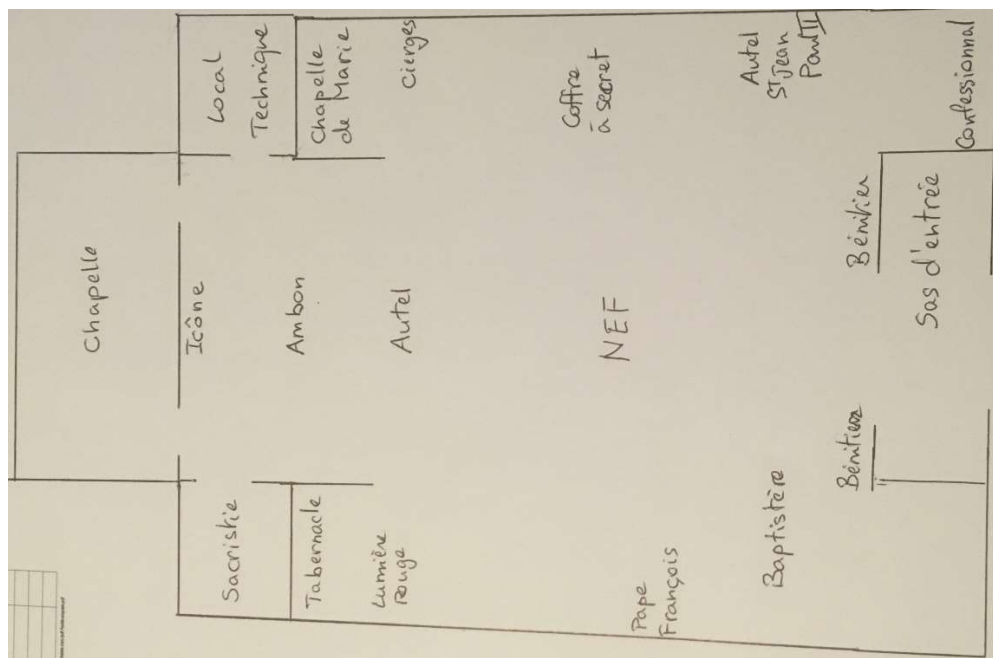 Chapelle
Icône
Sacristie
Local
Technique
Tabernacle
Ambon
Chapelle
de Marie
Lumière
Rouge
Autel
Cierges
Coffre
à secret
NEF
Pape
François
Baptistère
Autel
ST Jean
Paul II
Bénitier
Bénitier
Sas d'entrée
Confessionnal